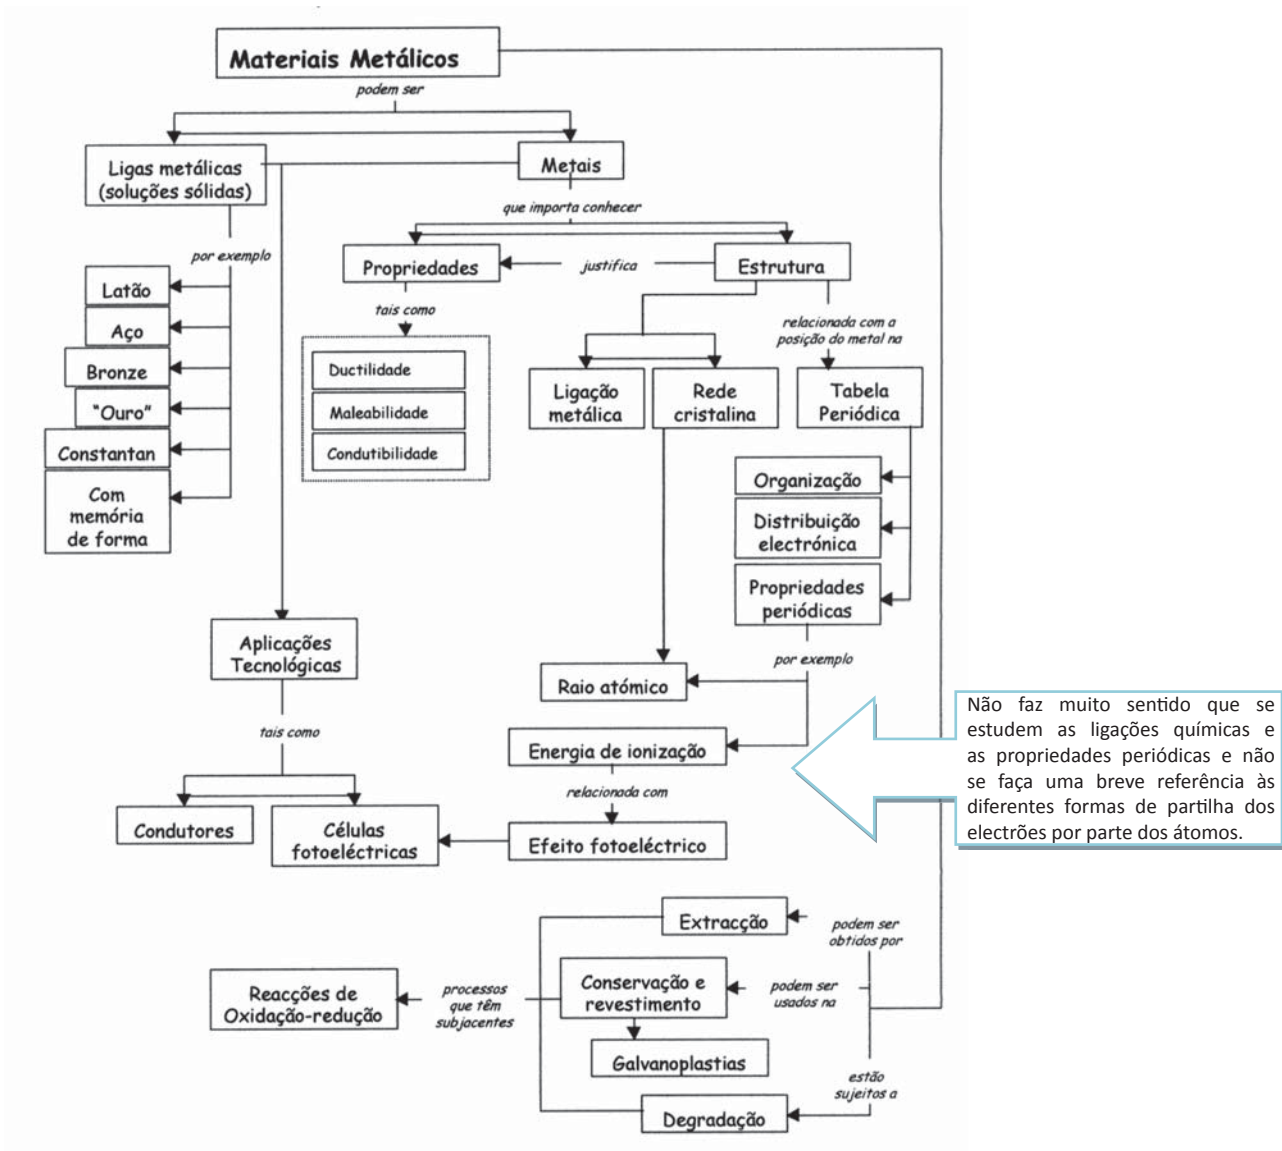 Materiais Metálicos
podem ser
Ligas metálicas
(soluções sólidas)
Metais
que importa conhecer
por exemplo
Latão
Aço
Bronze
"Ouro"
Constantan
Com
memória
de forma
Propriedades
justifica
Estrutura
tais como
Ductilidade
Maleabilidade
Condutibilidade
relacionada com a
posição do metal na
Ligação
metálica
Rede
cristalina
Tabela
Periódica
Organização
Distribuição
electrónica
Propriedades
periódicas
por exemplo
Aplicações
Tecnológicas
Raio atómico
tais como
Energia de ionização
relacionada com
Condutores
Células
fotoeléctricas
Efeito fotoeléctrico
Não faz muito sentido que se
estudem as ligações químicas e
as propriedades periódicas e não
se faça uma breve referência às
diferentes formas de partilha dos
electrões por parte dos átomos.
Extracção
podem ser
obtidos por
Reacções de
Oxidação-redução
processos
que têm
subjacentes
Conservação e
revestimento
podem ser
usados na
Galvanoplastias
estão
sujeitos a
Degradação